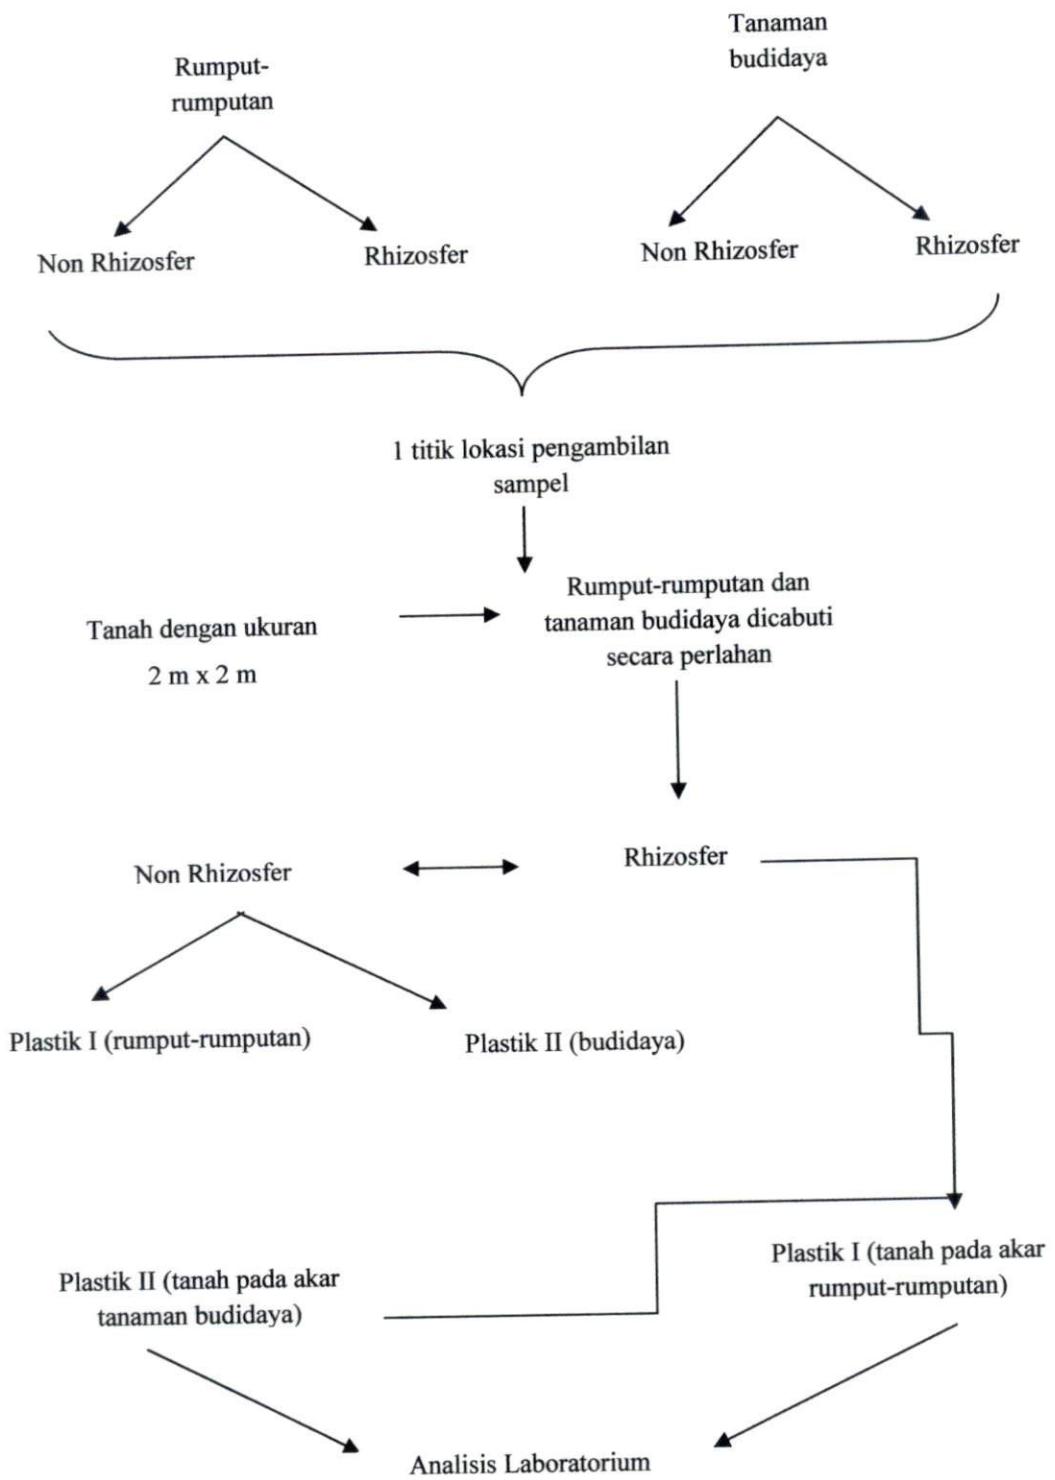 Rumput-
rumputan
Tanaman
budidaya
Non Rhizosfer
Rhizosfer
Non Rhizosfer
Rhizosfer
1 titik lokasi pengambilan
sampel
Tanah dengan ukuran
2 m x 2 m
Rumput-rumputan dan
tanaman budidaya dicabuti
secara perlahan
Non Rhizosfer
Rhizosfer
Plastik I (rumput-rumputan)
Plastik II (budidaya)
Plastik II (tanah pada akar
tanaman budidaya)
Plastik I (tanah pada akar
rumput-rumputan)
Analisis Laboratorium